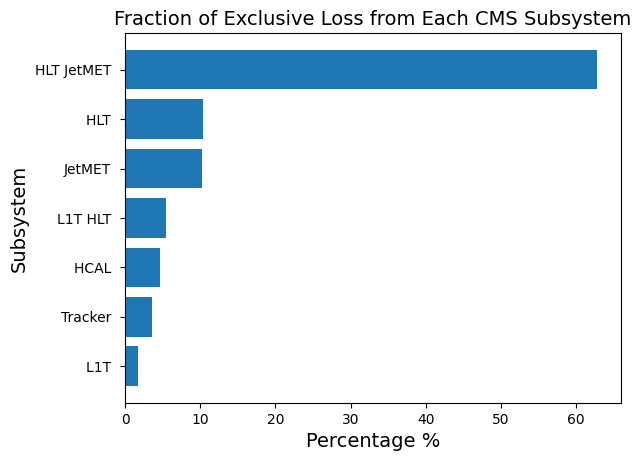 Fraction of Exclusive Loss from Each CMS Subsystem
HLT JetMET
HLT
JetMET
L1T HLT
HCAL
Tracker
L1T
Subsystem
0 10 20 30 40 50 60
Percentage %